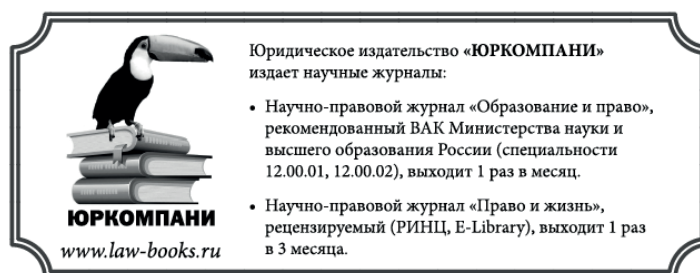 Юридическое издательство «ЮРКОМПАНИ»
издает научные журналы:
• Научно-правовой журнал «Образование и право»,
рекомендованный ВАК Министерства науки и
высшего образования России (специальности
12.00.01, 12.00.02), выходит 1 раз в месяц.
• Научно-правовой журнал «Право и жизнь»,
рецензируемый (РИНЦ, E-Library), выходит 1 раз
в 3 месяца.
ЮРКОМПАНИ
www.law-books.ru